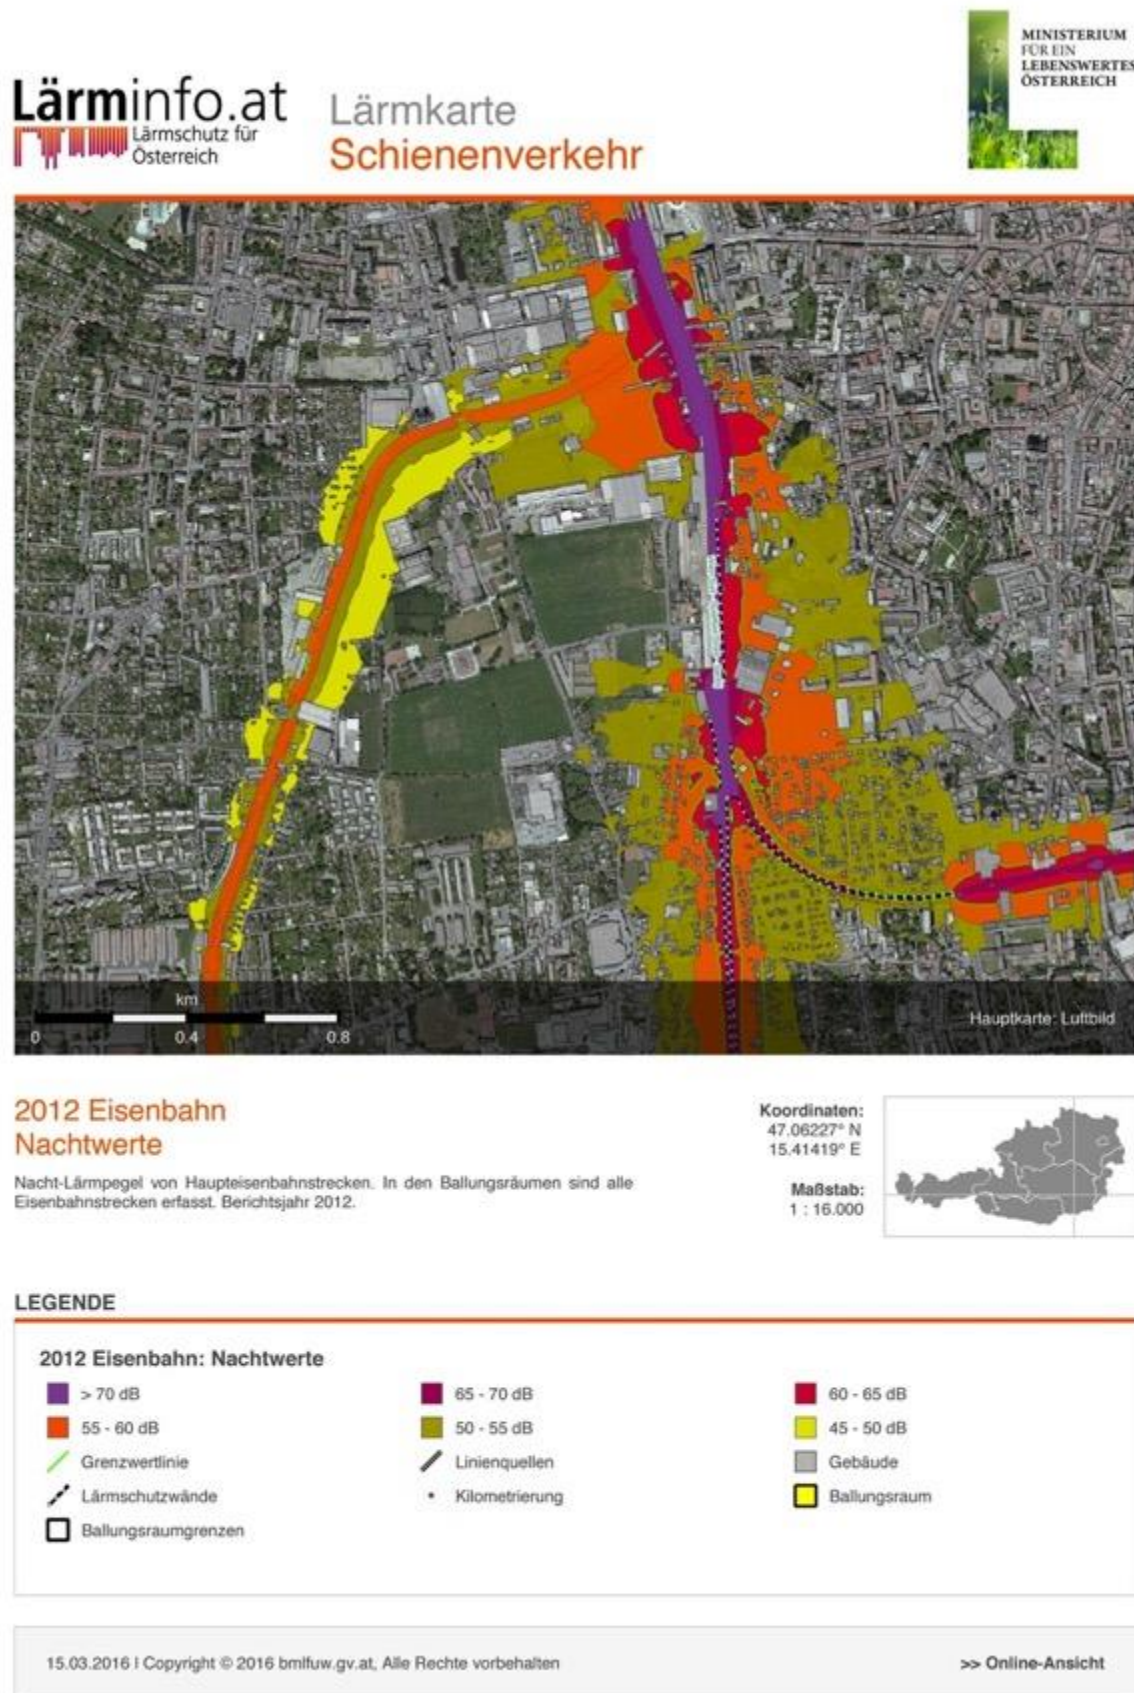 MINISTERIUM
FÜR EIN
LEBENSWERTES
ÖSTERREICH
Lärminfo.at
Lärmschutz für
Österreich
Lärmkarte
Schienenverkehr
km
0 0.4 0.8
Hauptkarte: Luftbild
2012 Eisenbahn
Nachtwerte
Nacht-Lärmpegel von Haupteisenbahnstrecken. In den Ballungsräumen sind alle
Eisenbahnstrecken erfasst. Berichtsjahr 2012.
Koordinaten:
47.06227° N
15.41419° E
Maßstab:
1 : 16.000
LEGENDE
2012 Eisenbahn: Nachtwerte
> 70 dB 65 - 70 dB 60 - 65 dB
55 - 60 dB 50 - 55 dB 45 - 50 dB
Grenzwertlinie Linienquellen Gebäude
Lärmschutzwände Kilometrierung Ballungsraum
Ballungsraumgrenzen
15.03.2016 I Copyright © 2016 bmlfuw.gv.at, Alle Rechte vorbehalten >> Online-Ansicht